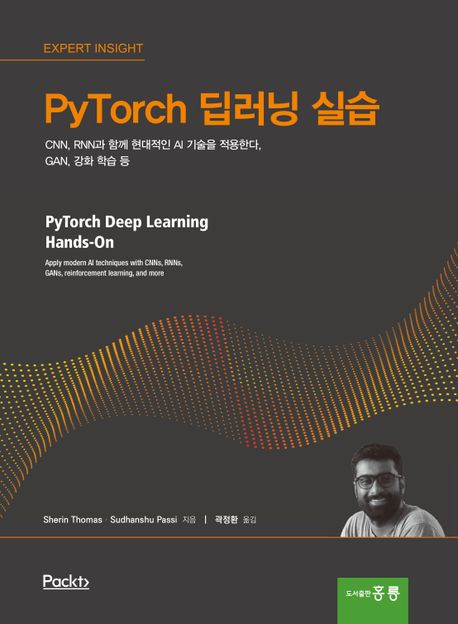 EXPERT INSIGHT
PyTorch 딥러닝 실습
CNN, RNN과 함께 현대적인 AI 기술을 적용한다,
GAN, 강화 학습 등
PyTorch Deep Learning
Hands-On
Apply modern AI techniques with CNNs, RNNs,
GANs, reinforcement learning, and more
Sherin Thomas · Sudhanshu Passi 지음 | 곽정환 옮김
Packt>
도서출판 홍릉